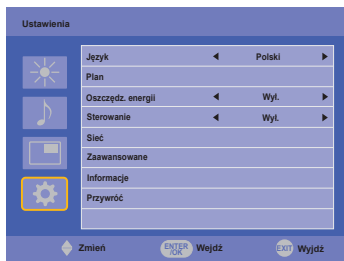 Ustawienia
Język Polski
Plan
Oszczędz. energii Wył.
Sterowanie Wył.
Sieć
Zaawansowane
Informacje
Przywróć
Zmień ENTER /OK Wejdź EXIT Wyjdź